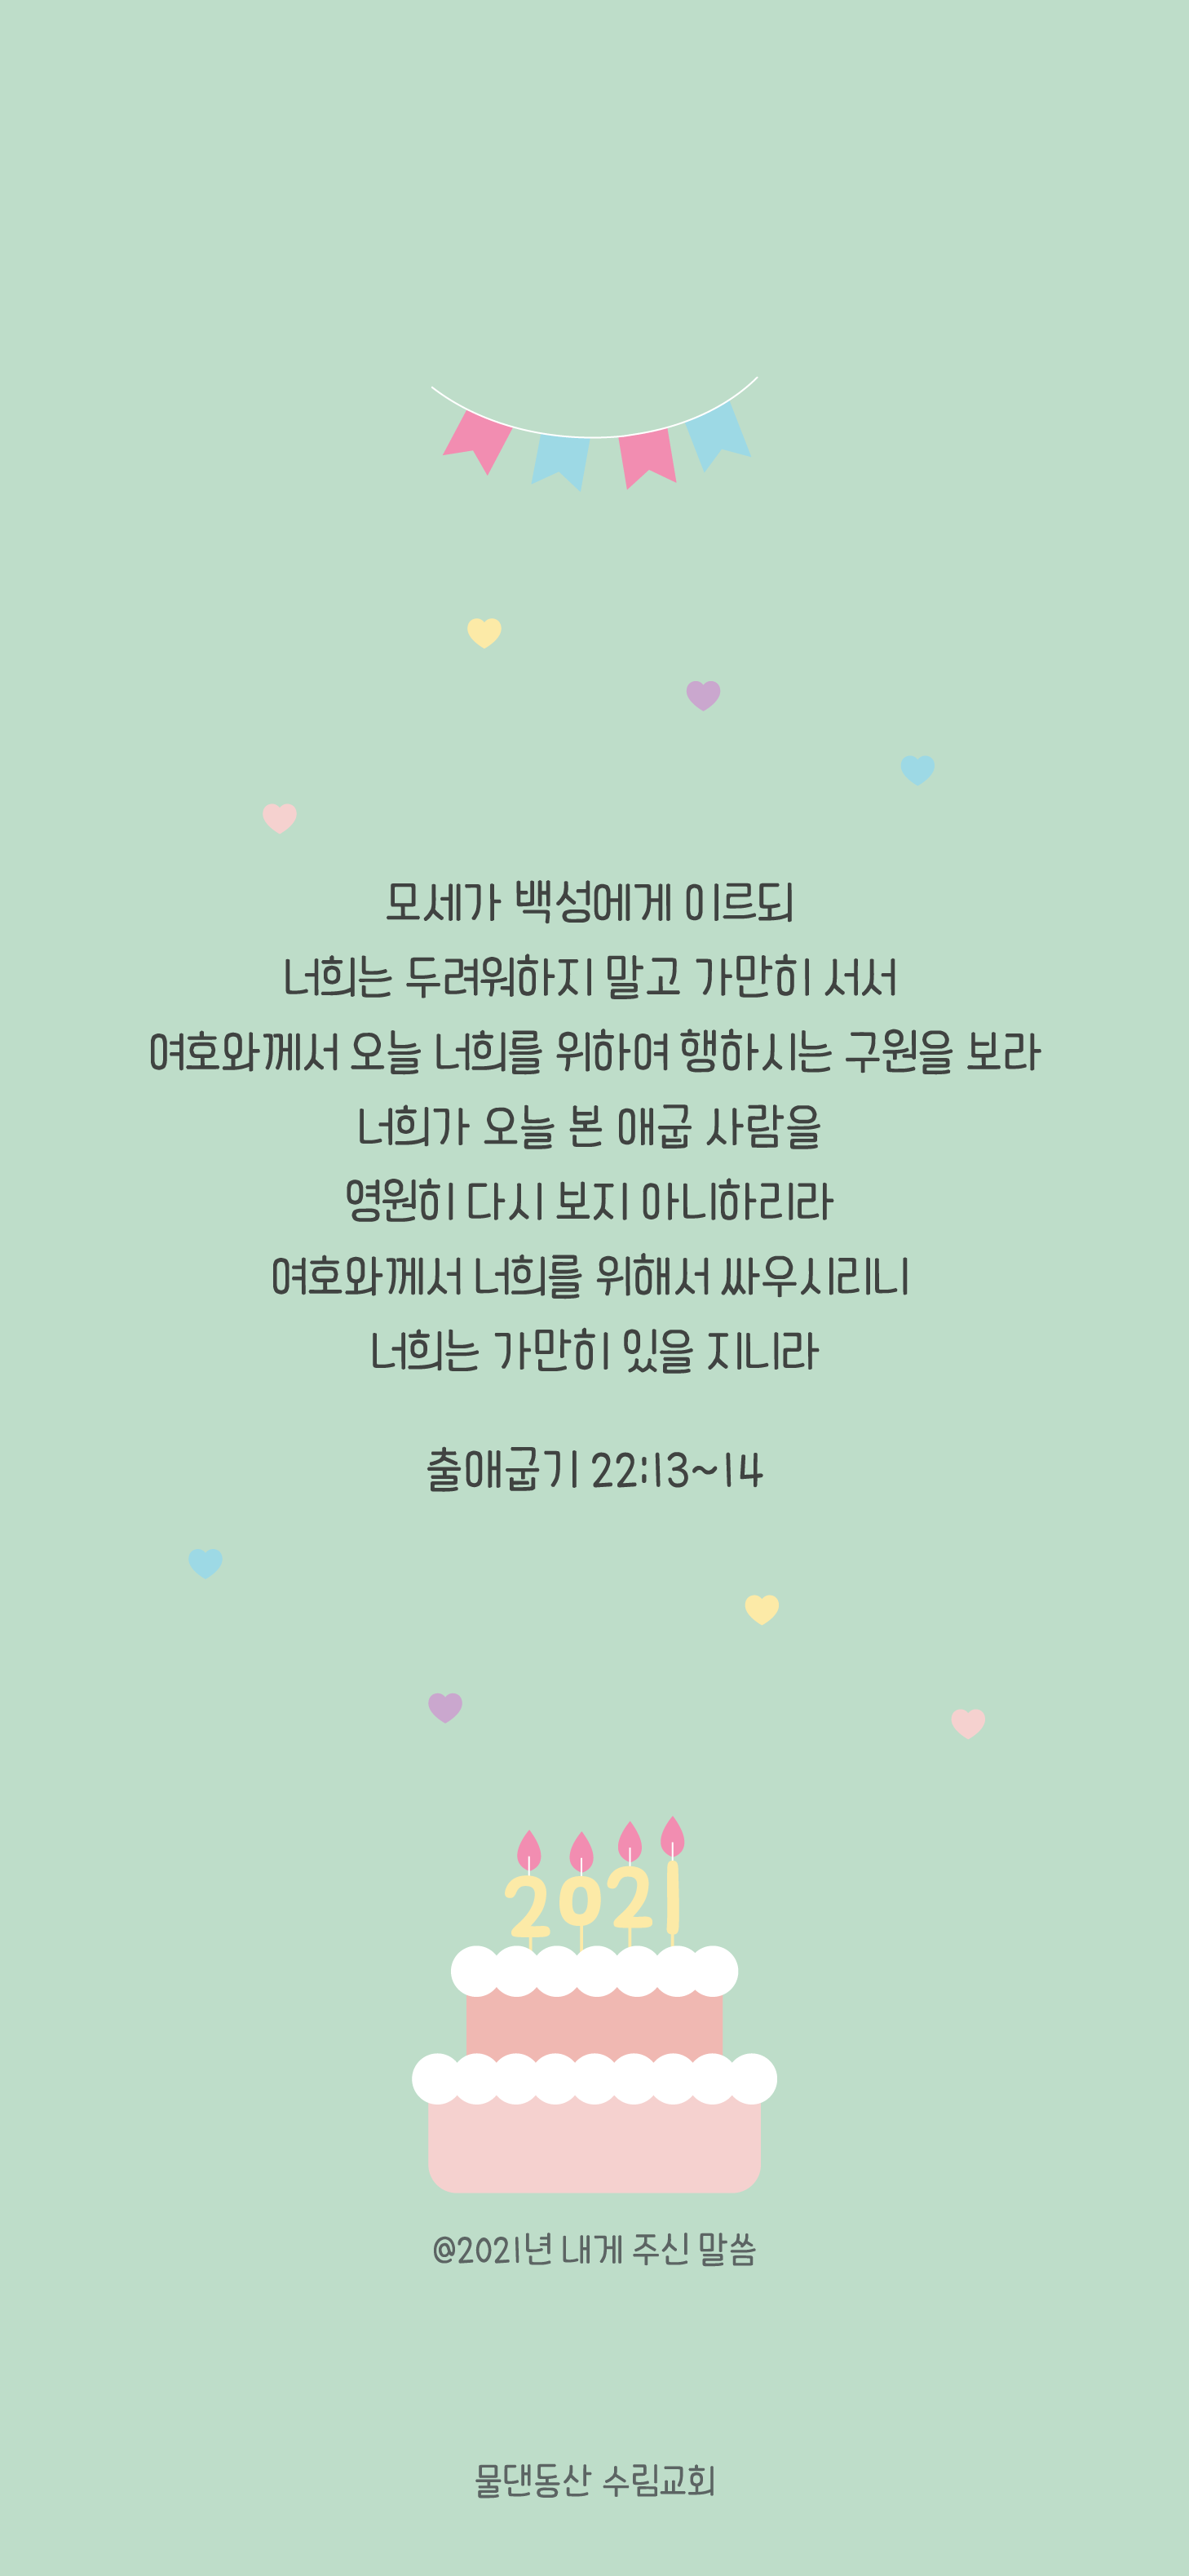 모세가 백성에게 이르되
너희는 두려워하지 말고 가만히 서서
여호와께서 오늘 너희를 위하여 행하시는 구원을 보라
너희가 오늘 본 애굽 사람을
영원히 다시 보지 아니하리라
여호와께서 너희를 위해서 싸우시리니
너희는 가만히 있을 지니라
출애굽기 22:13~14
2021
@2021년 내게 주신 말씀
물댄동산 수림교회